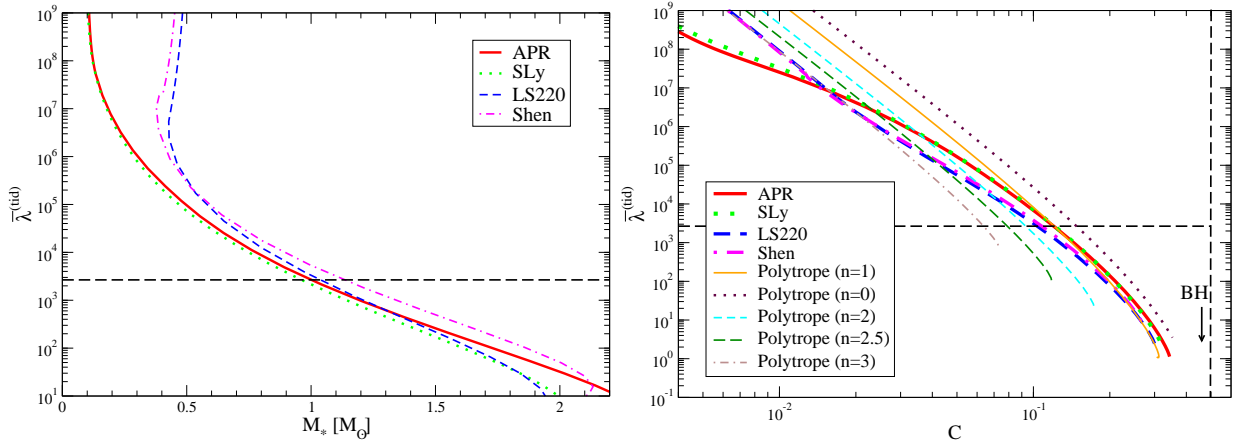 10^9
10^8
10^7
10^6
10^5
10^4
10^3
10^2
10^1
λ̄^(tid)
APR
SLy
LS220
Shen
0 0.5 1 1.5 2
M_* [M_⊙]
10^9
10^8
10^7
10^6
10^5
10^4
10^3
10^2
10^1
10^0
10^-1
λ̄^(tid)
APR
SLy
LS220
Shen
Polytrope (n=1)
Polytrope (n=0)
Polytrope (n=2)
Polytrope (n=2.5)
Polytrope (n=3)
BH
10^-2 10^-1
C